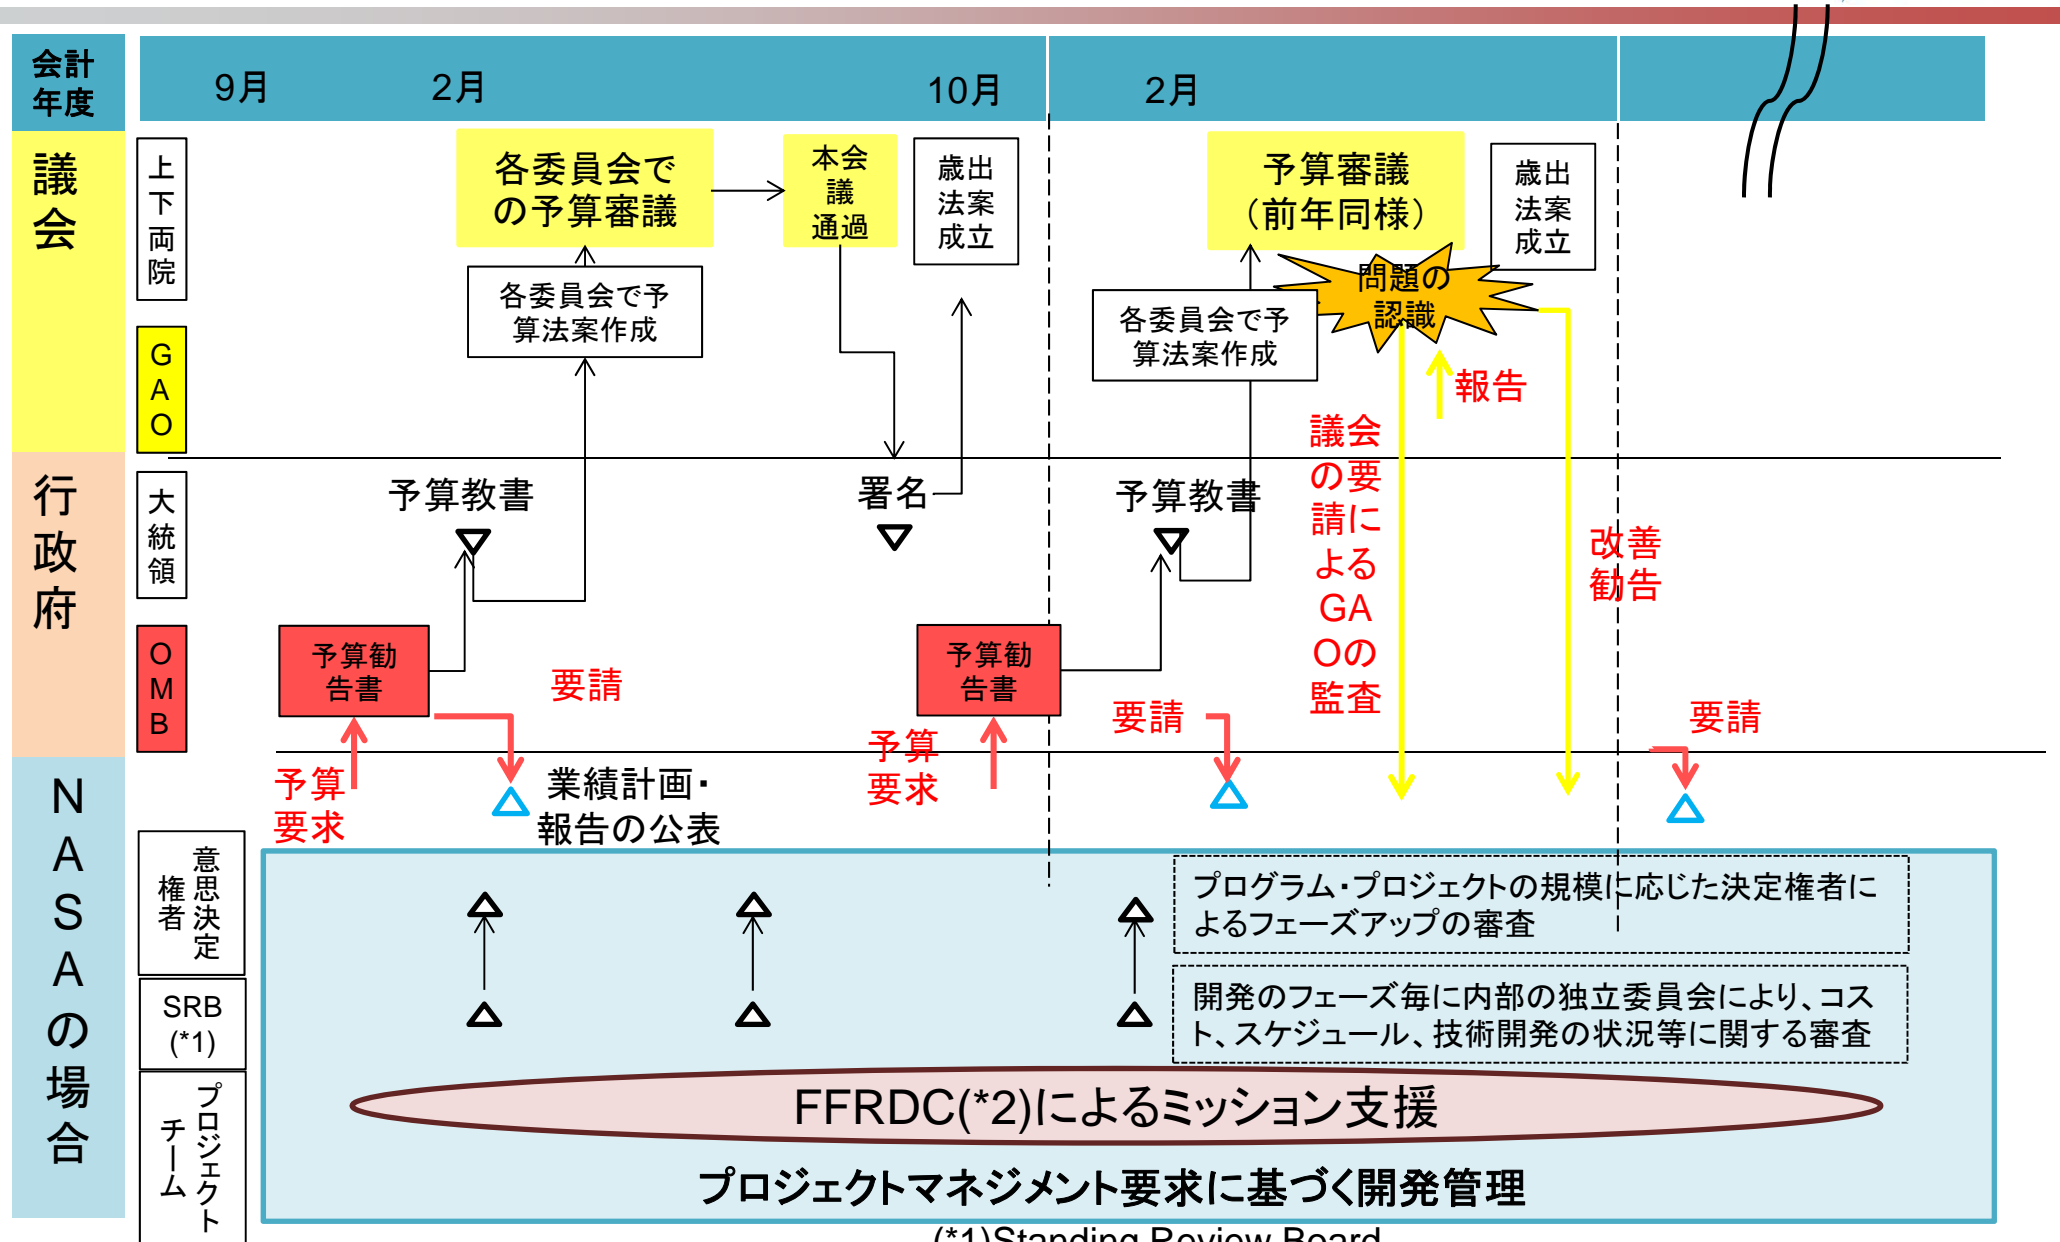 会計
年度
9月
2月
10月
2月
議会
上下両院
各委員会で
の予算審議
本会
議
通過
歳出
法案
成立
予算審議
（前年同様）
歳出
法案
成立
各委員会で予
算法案作成
各委員会で予
算法案作成
問題の
認識
GAO
報告
議会
の要
請に
よる
GA
Oの
監査
行政府
大統領
予算教書
署名
予算教書
改善
勧告
OMB
予算勧
告書
要請
予算勧
告書
要請
要請
予算
要求
予算
要求
NASAの場合
業績計画・
報告の公表
意思決定
権者
プログラム・プロジェクトの規模に応じた決定権者に
よるフェーズアップの審査
SRB
(*1)
開発のフェーズ毎に内部の独立委員会により、コス
ト、スケジュール、技術開発の状況等に関する審査
プロジェクト
チーム
FFRDC(*2)によるミッション支援
プロジェクトマネジメント要求に基づく開発管理
(*1)Standing Review Board